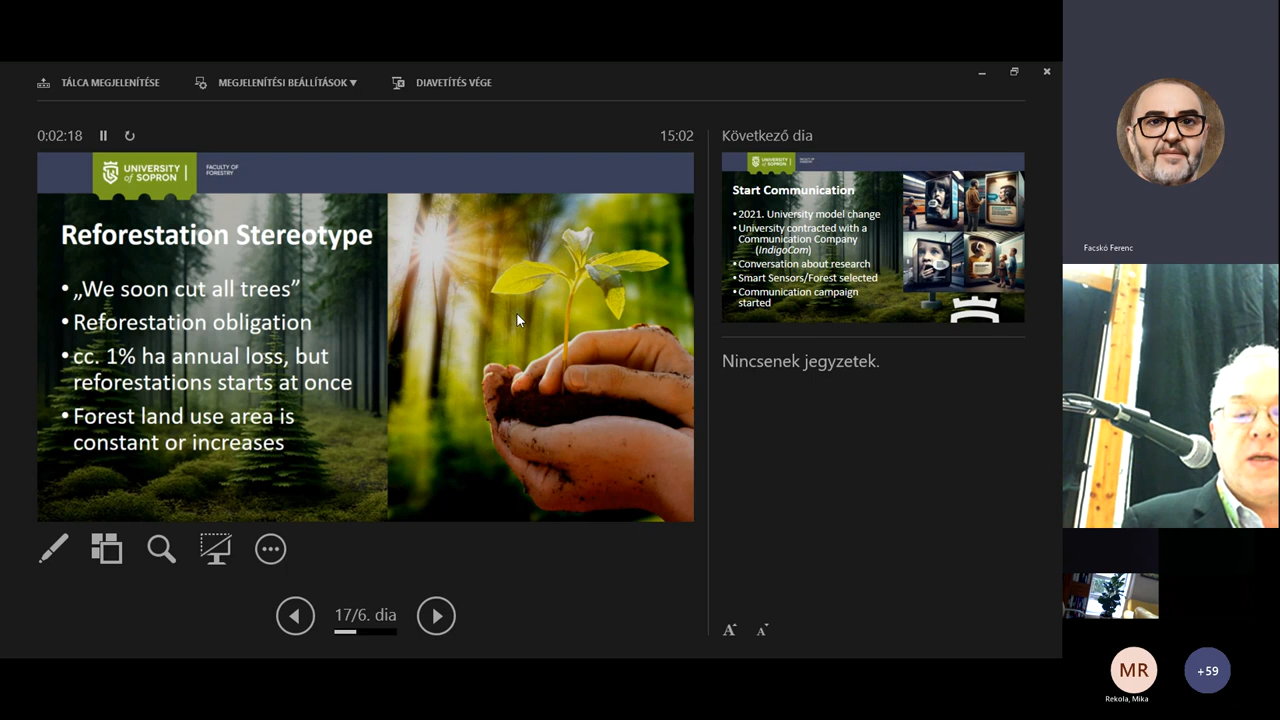 TÁLCA MEGJELENÍTÉSE
MEGJELENÍTÉSI BEÁLLÍTÁSOK ▼
DIAVETÍTÉS VÉGE
0:02:18
15:02
UNIVERSITY
of SOPRON
FACULTY OF
FORESTRY
Reforestation Stereotype
• „We soon cut all trees”
• Reforestation obligation
• cc. 1% ha annual loss, but
reforestations starts at once
• Forest land use area is
constant or increases
17/6. dia
Következő dia
UNIVERSITY
of SOPRON
Start Communication
• 2021. University model change
• University contracted with a
Communication Company
(IndigoCom)
• Conversation about research
• Smart Sensors/Forest selected
• Communication campaign
started
Nincsenek jegyzetek.
A A
Facskó Ferenc
MR
Rekola, Mika
+59